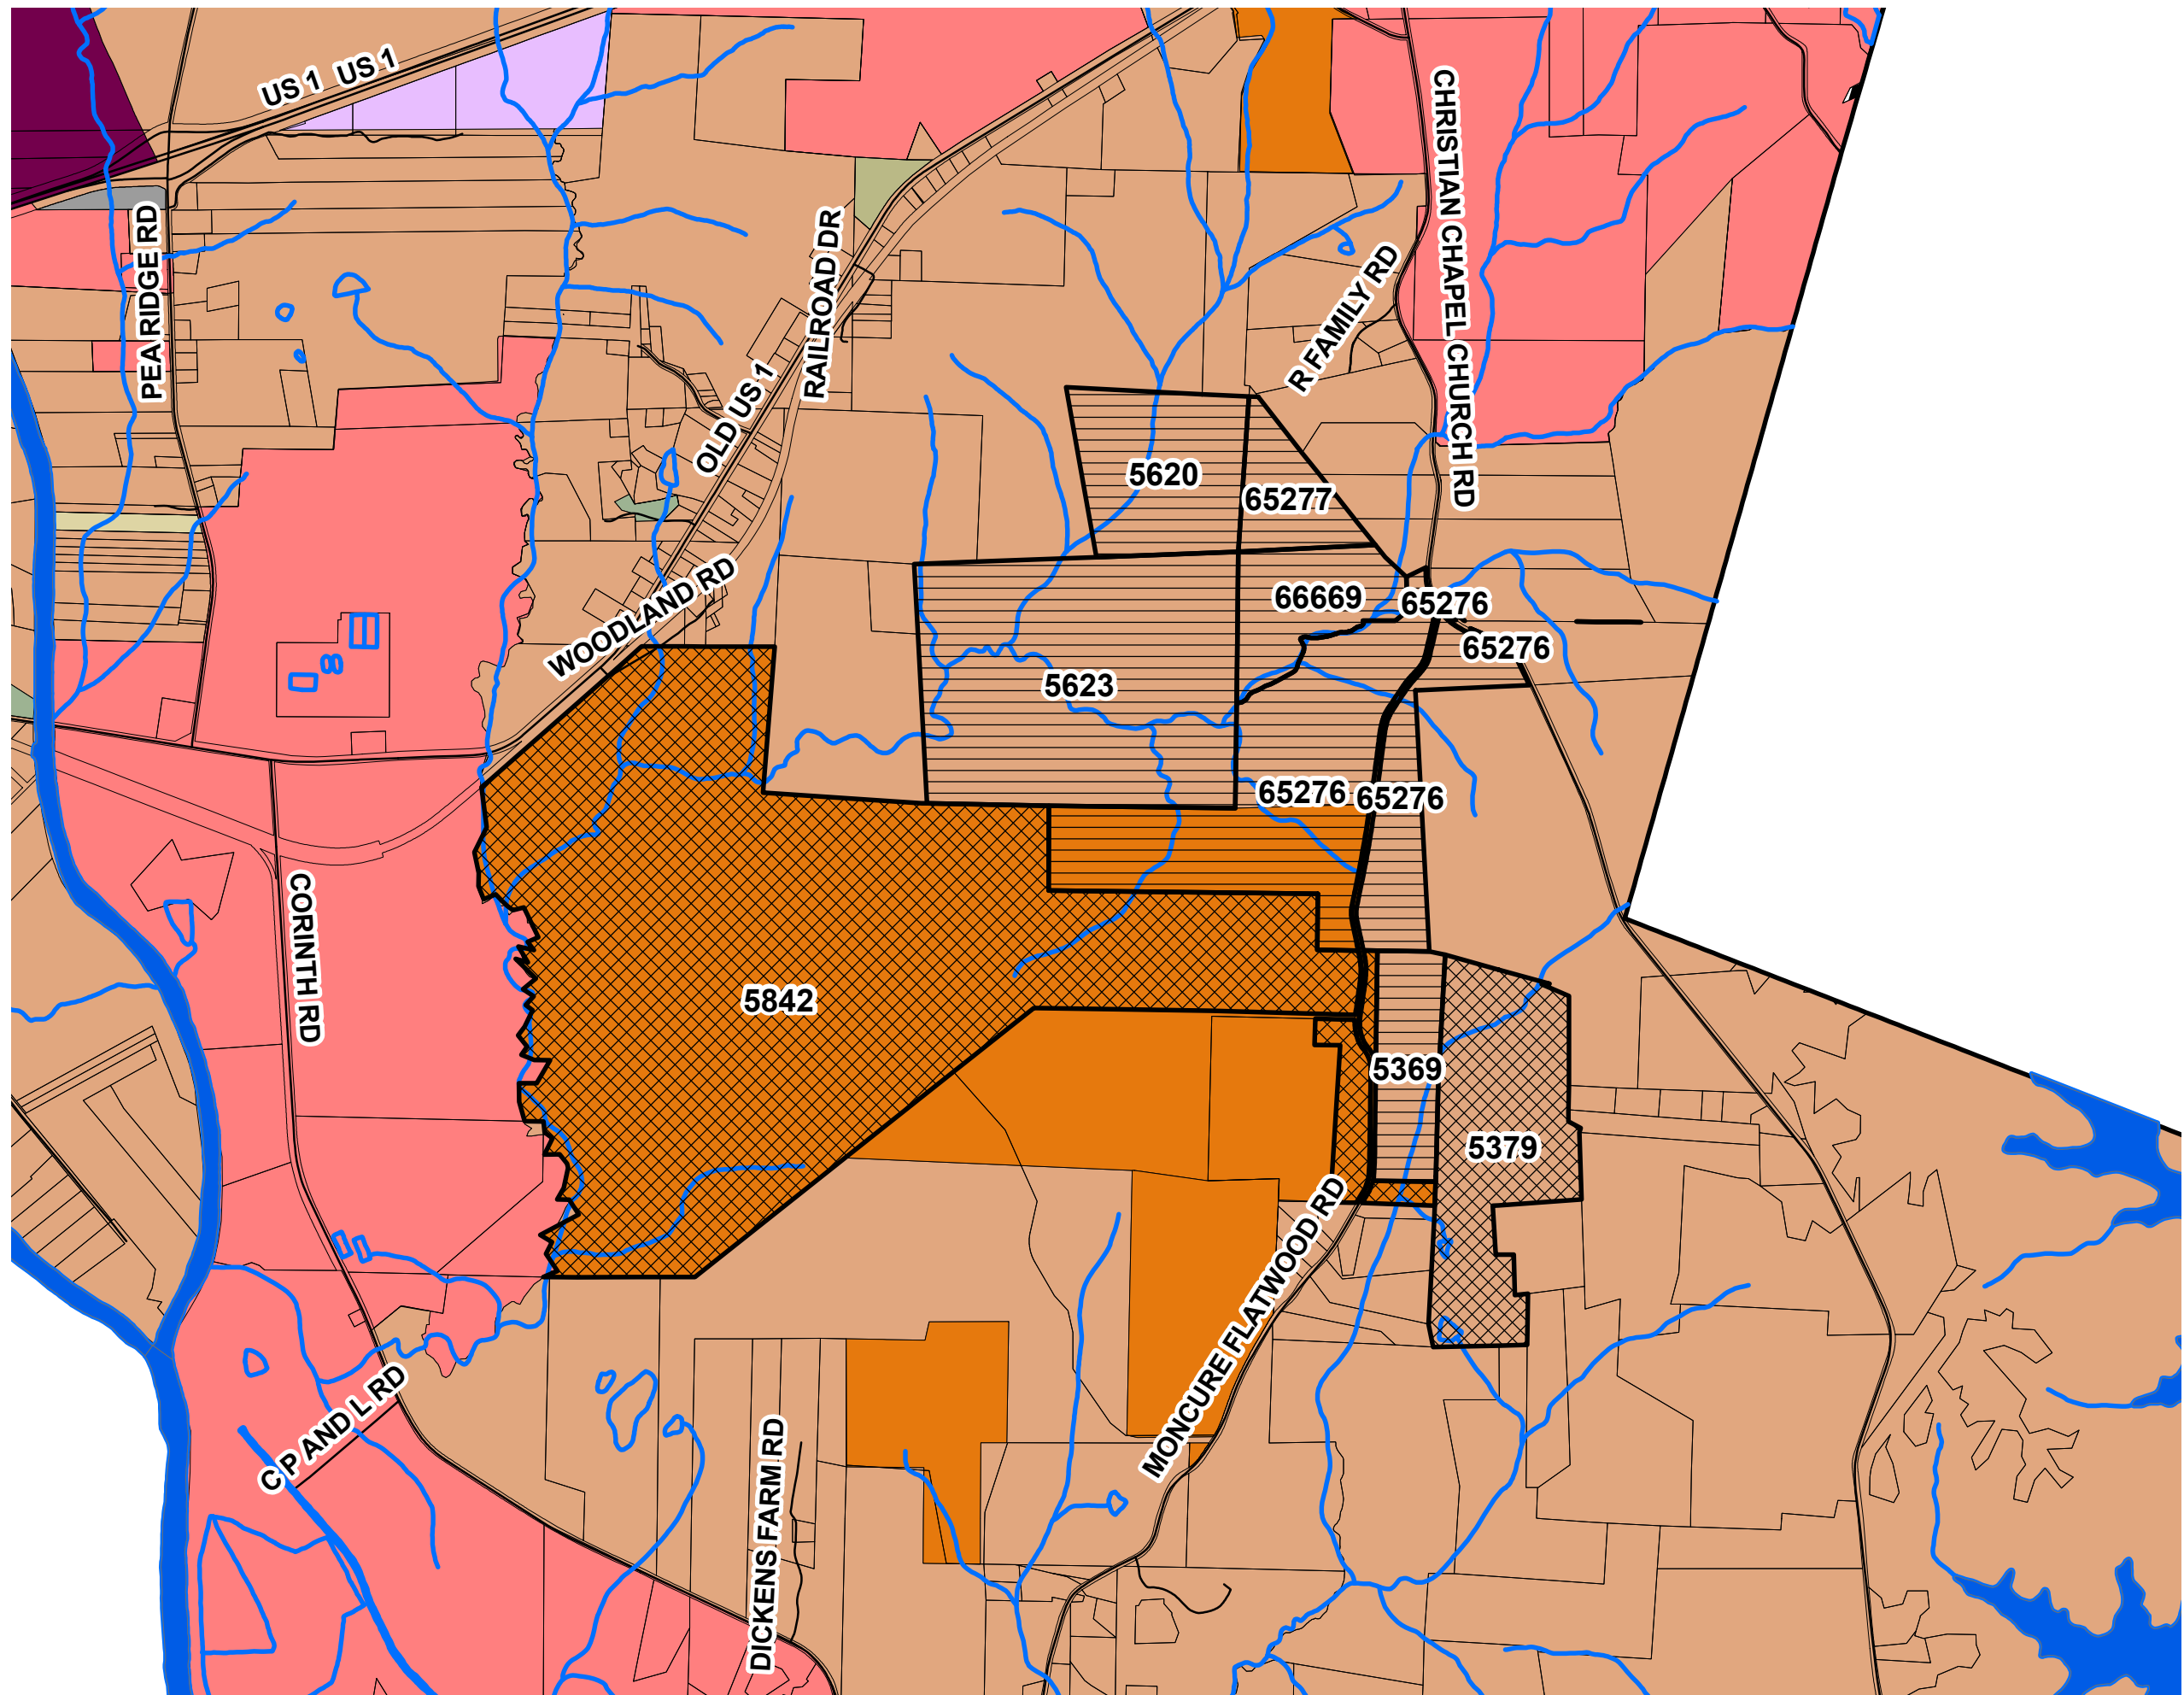 US 1
US 1
CHRISTIAN CHAPEL CHURCH RD
PEA RIDGE RD
RAILROAD DR
R FAMILY RD
OLD US 1
5620
65277
WOODLAND RD
66669
65276
65276
5623
65276
65276
CORINTH RD
5842
5369
5379
MONCURE FLATWOOD RD
C P AND L RD
DICKENS FARM RD